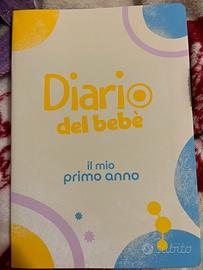 Diario
del bebè
il mio
primo anno
subito